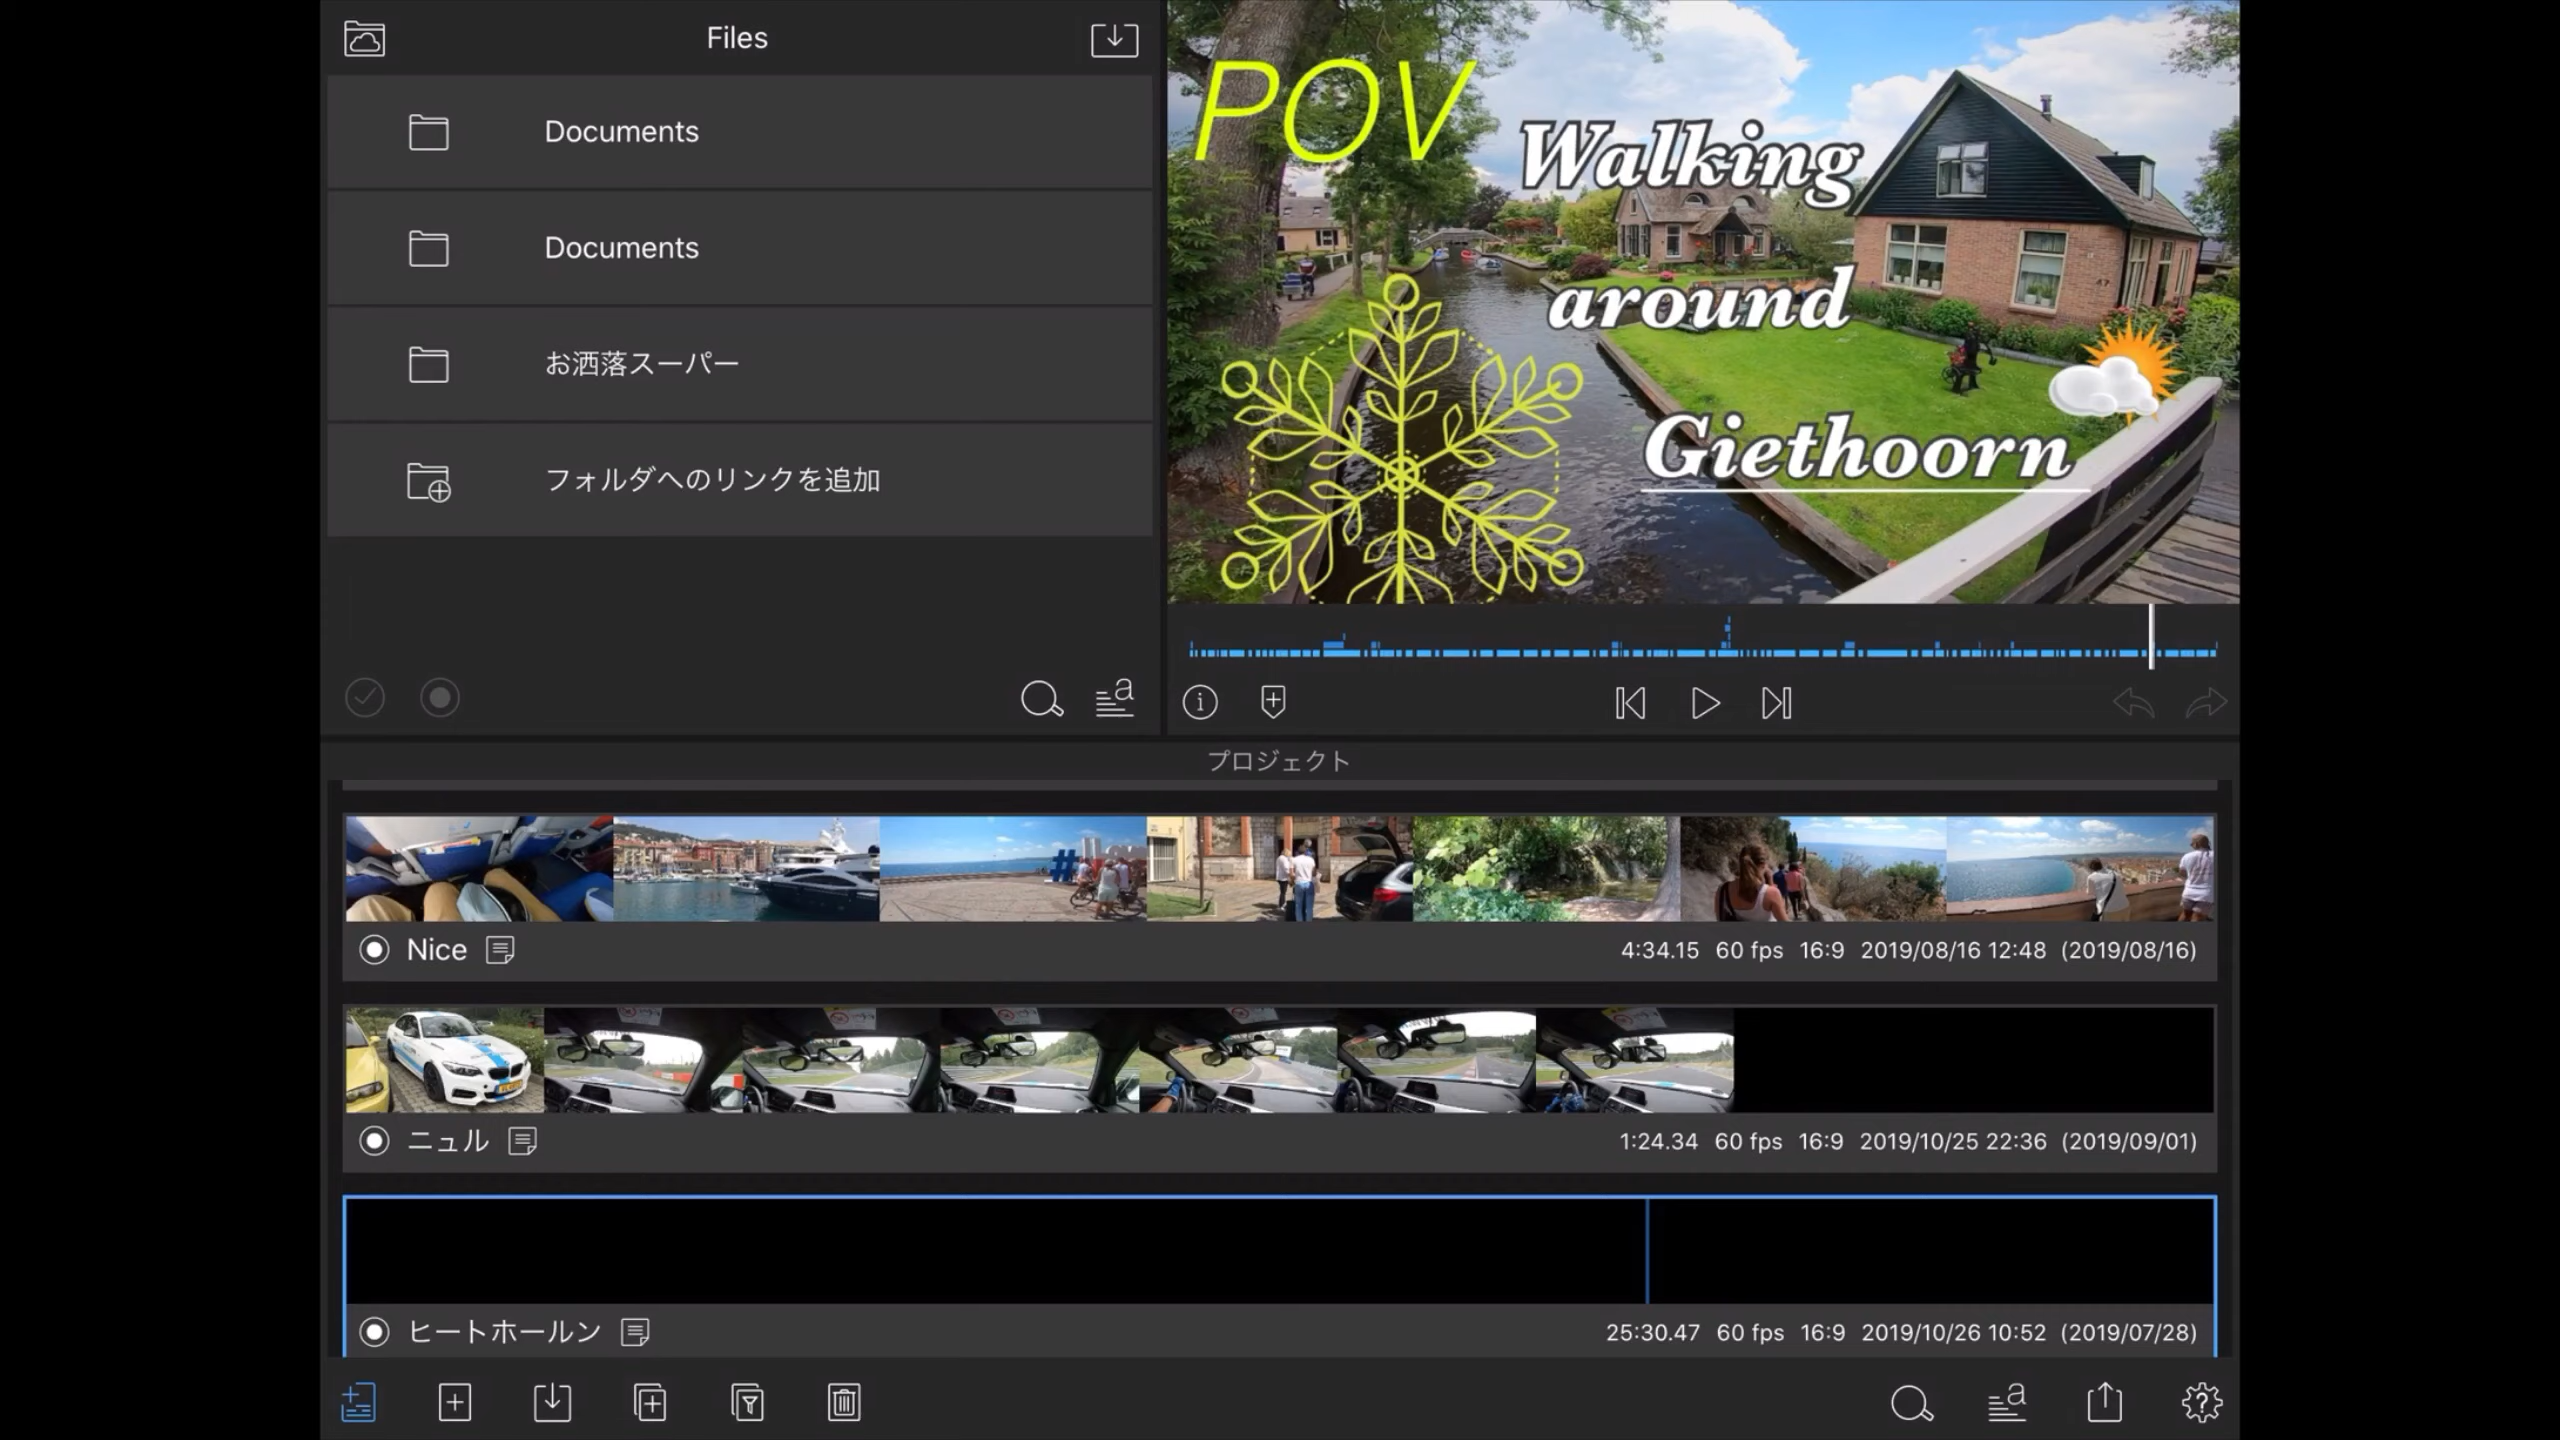 Files
Documents
Documents
お洒落スーパー
フォルダへのリンクを追加
POV
Walking
around
Giethoorn
プロジェクト
Nice
4:34.15 60 fps 16:9 2019/08/16 12:48 (2019/08/16)
ニュル
1:24.34 60 fps 16:9 2019/10/25 22:36 (2019/09/01)
ヒートホールン
25:30.47 60 fps 16:9 2019/10/26 10:52 (2019/07/28)